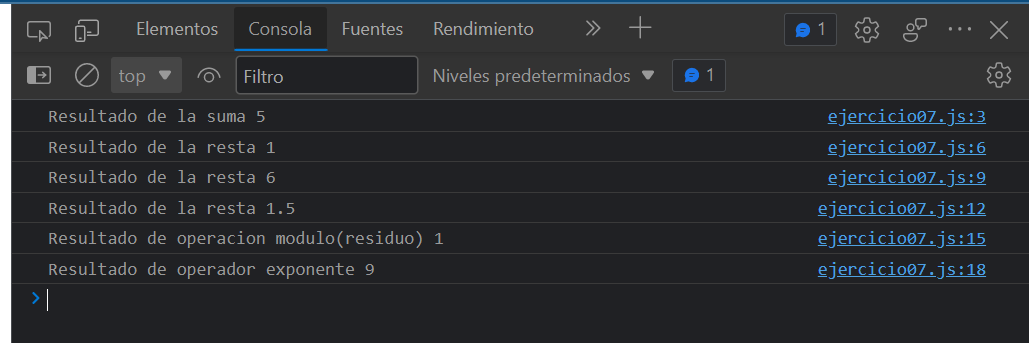 Elementos Consola Fuentes Rendimiento 1
top Filtro Niveles predeterminados 1
Resultado de la suma 5 ejercicio07.js:3
Resultado de la resta 1 ejercicio07.js:6
Resultado de la resta 6 ejercicio07.js:9
Resultado de la resta 1.5 ejercicio07.js:12
Resultado de operacion modulo(residuo) 1 ejercicio07.js:15
Resultado de operador exponente 9 ejercicio07.js:18